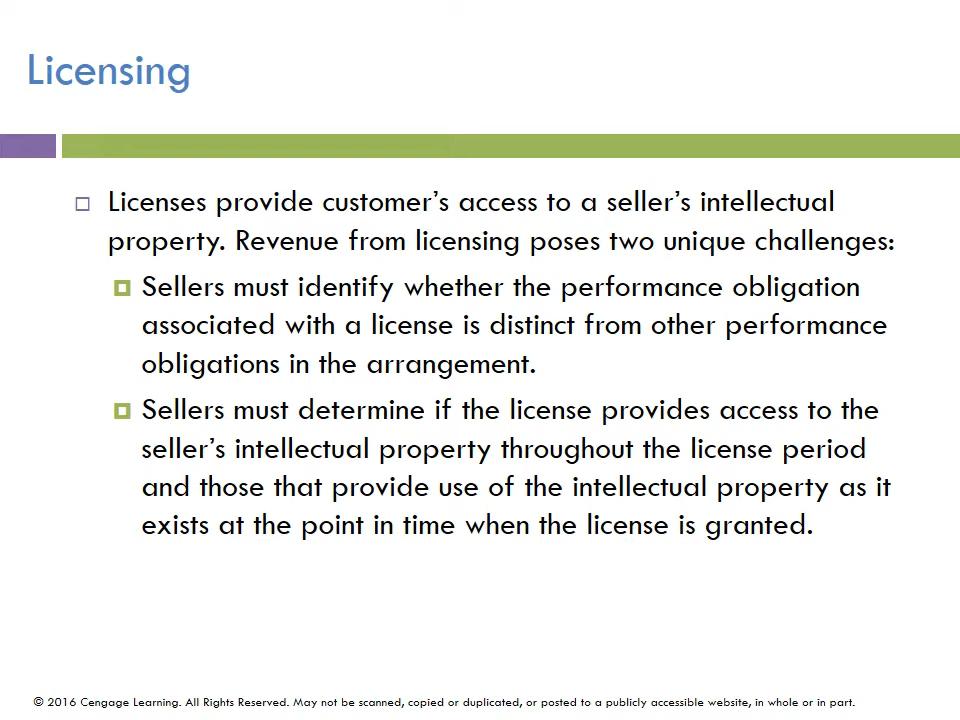 Licensing
Licenses provide customer's access to a seller's intellectual
property. Revenue from licensing poses two unique challenges:
Sellers must identify whether the performance obligation
associated with a license is distinct from other performance
obligations in the arrangement.
Sellers must determine if the license provides access to the
seller's intellectual property throughout the license period
and those that provide use of the intellectual property as it
exists at the point in time when the license is granted.
© 2016 Cengage Learning. All Rights Reserved. May not be scanned, copied or duplicated, or posted to a publicly accessible website, in whole or in part.